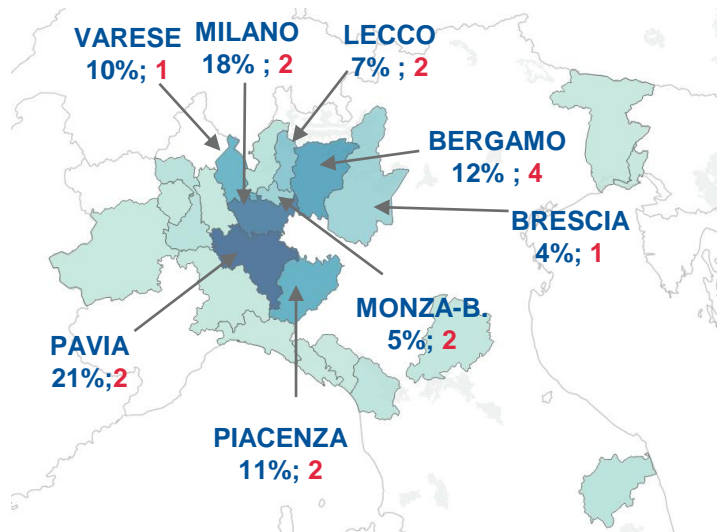 VARESE
10%; 1
MILANO
18% ; 2
LECCO
7% ; 2
BERGAMO
12% ; 4
BRESCIA
4%; 1
MONZA-B.
5%; 2
PAVIA
21%;2
PIACENZA
11%; 2